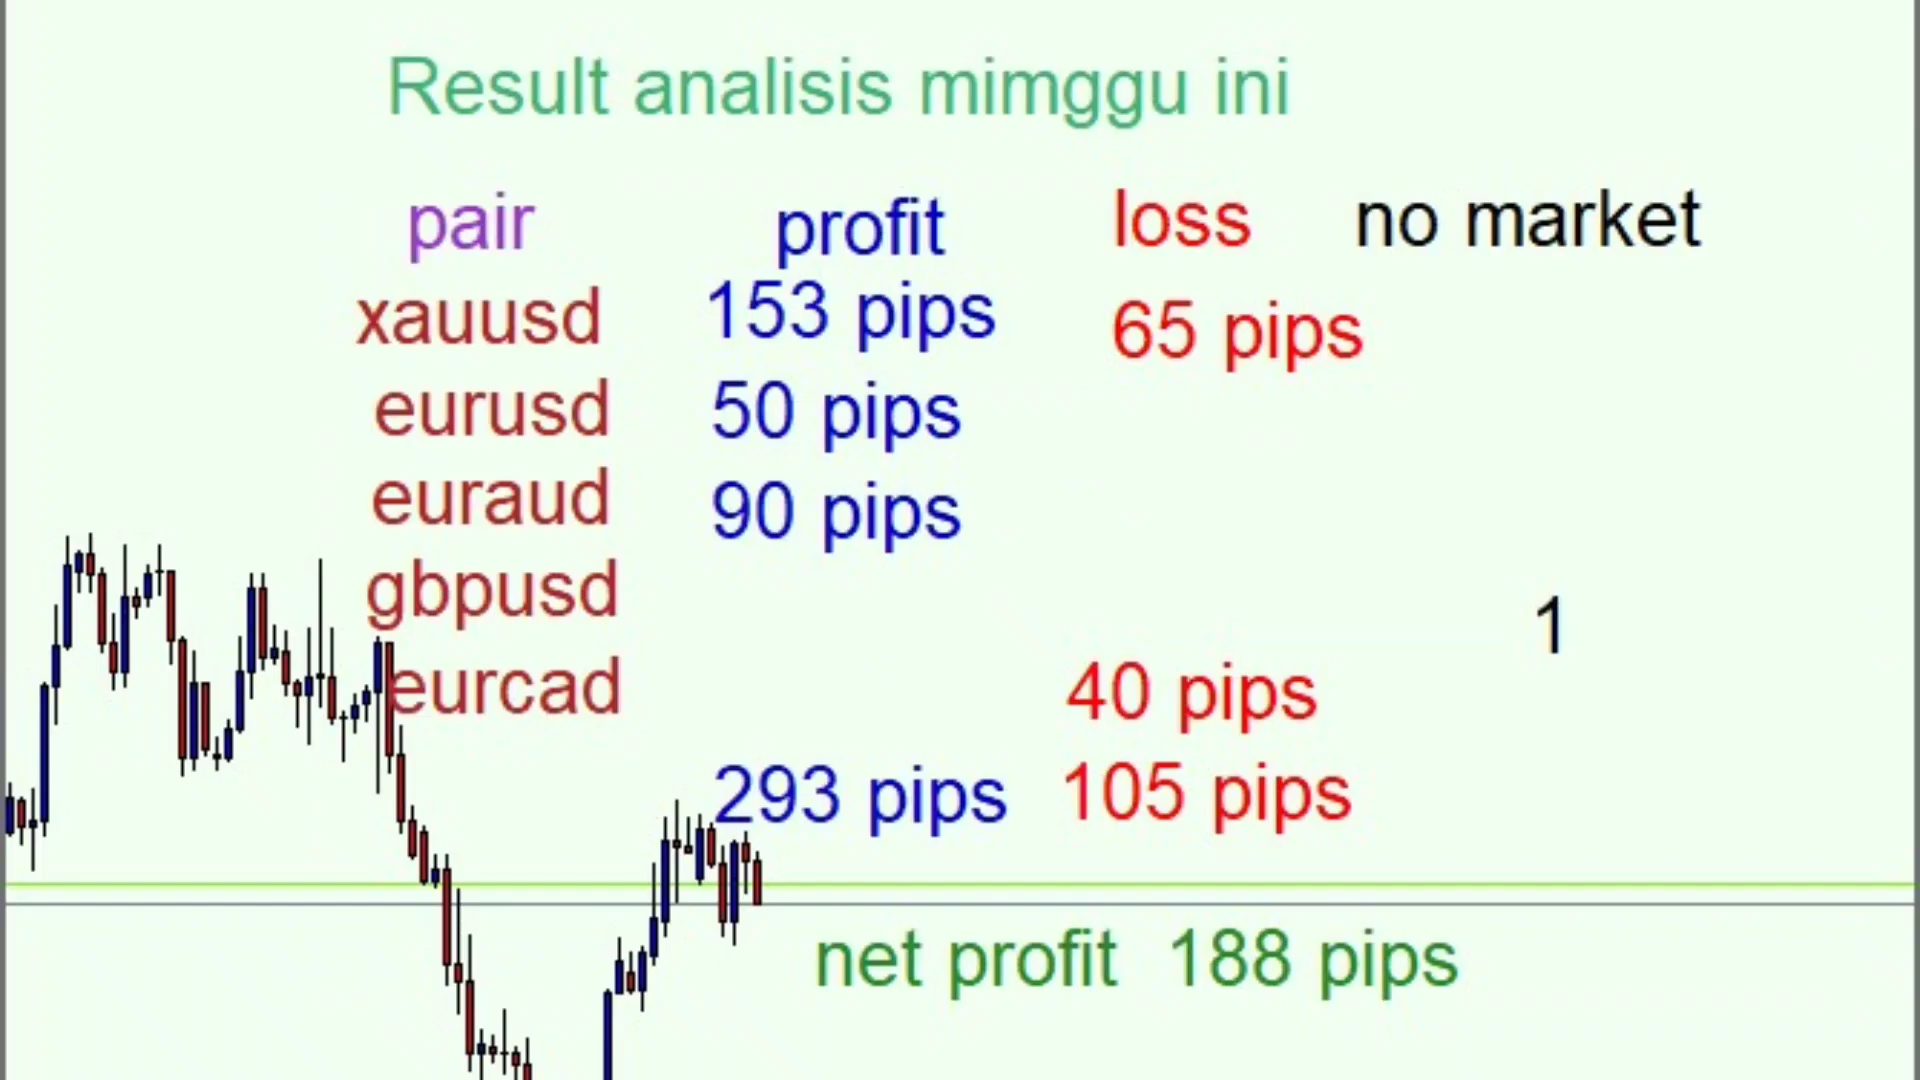 Result analisis mimggu ini
pair profit loss no market
xauusd 153 pips 65 pips
eurusd 50 pips
euraud 90 pips
gbpusd 1
eurcad 40 pips
293 pips 105 pips
net profit 188 pips